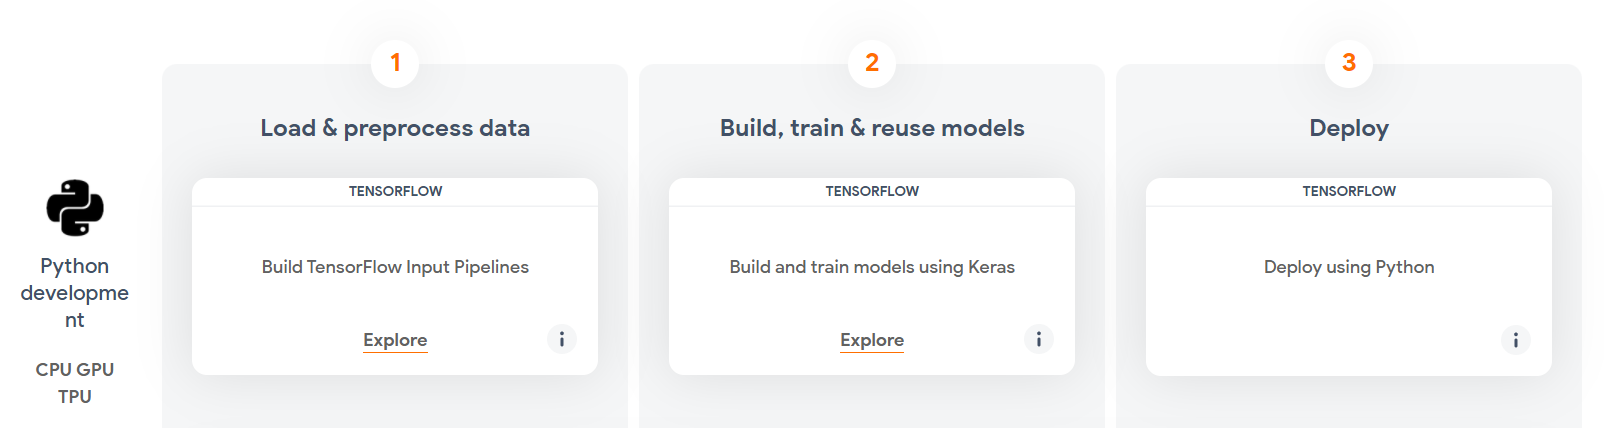 1
Load & preprocess data
TENSORFLOW
Build TensorFlow Input Pipelines
Explore
i
2
Build, train & reuse models
TENSORFLOW
Build and train models using Keras
Explore
i
3
Deploy
TENSORFLOW
Deploy using Python
i
Python
developme
nt
CPU GPU
TPU